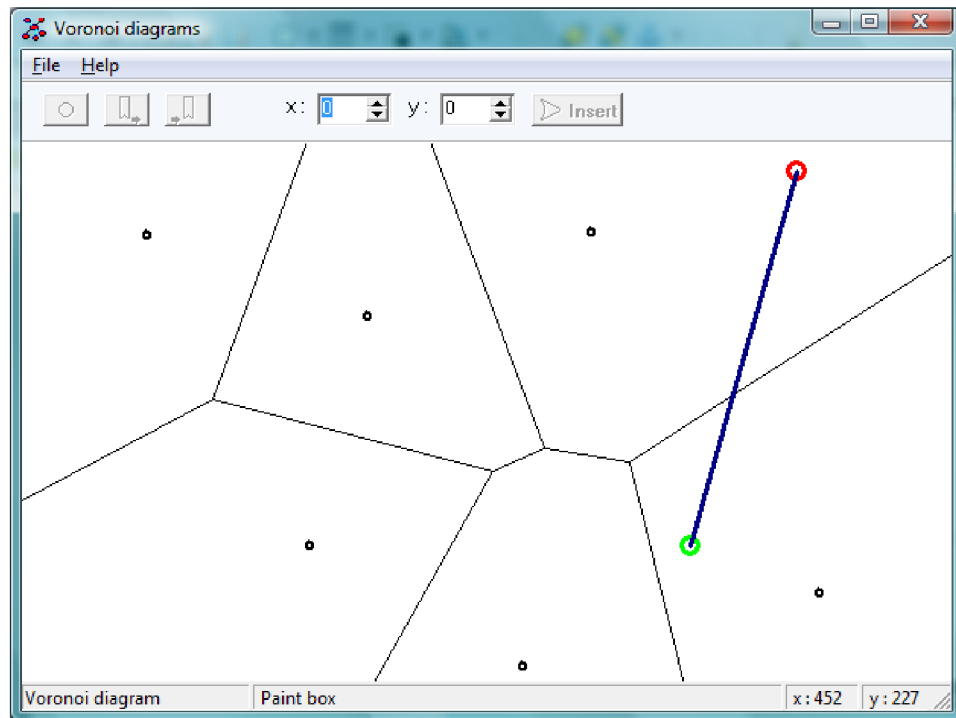 Voronoi diagrams
File Help
x: 0 y: 0 Insert
Voronoi diagram Paint box x:452 y:227